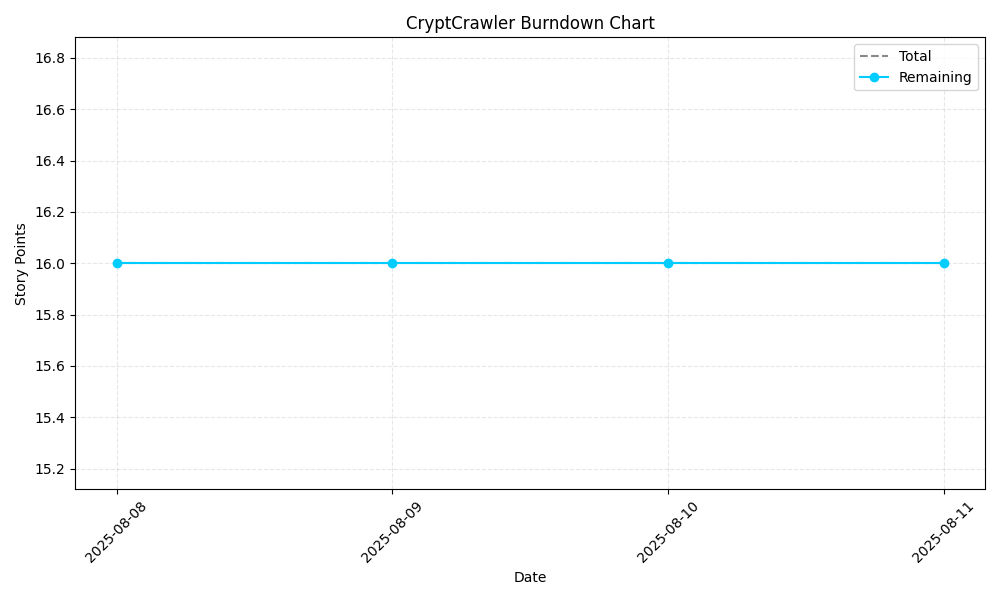 CryptCrawler Burndown Chart
Total
Remaining
16.8
16.6
16.4
16.2
16.0
15.8
15.6
15.4
15.2
Story Points
2025-08-08
2025-08-09
2025-08-10
2025-08-11
Date